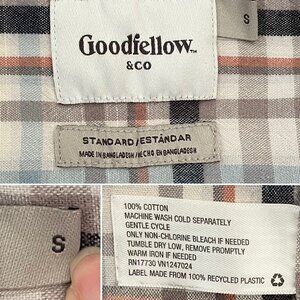 Goodfellow™
&CO
S
STANDARD/ESTÁNDAR
MADE IN BANGLADESH/HECHO EN BANGLADESH
S
100% COTTON
MACHINE WASH COLD SEPARATELY
GENTLE CYCLE
ONLY NON-CHLORINE BLEACH IF NEEDED
TUMBLE DRY LOW, REMOVE PROMPTLY
WARM IRON IF NEEDED
RN17730 VN1247024
LABEL MADE FROM 100% RECYCLED PLASTIC